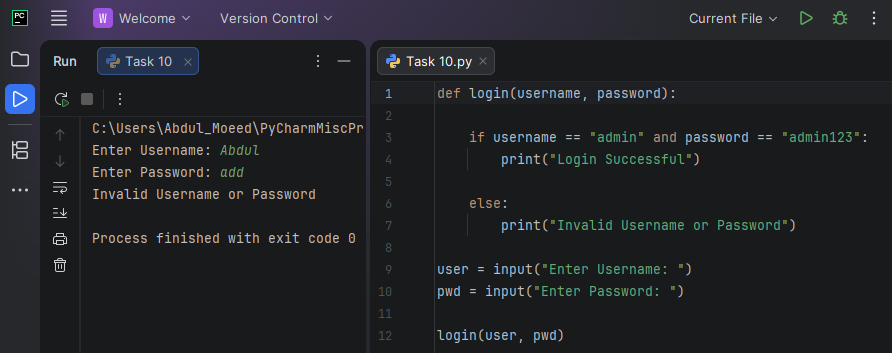 PC
W Welcome Version Control Current File
Run Task 10
C:\Users\Abdul_Moeed\PyCharmMiscPr
Enter Username: Abdul
Enter Password: add
Invalid Username or Password
Process finished with exit code 0
Task 10.py
1 def login(username, password):
2
3 if username == "admin" and password == "admin123":
4 print("Login Successful")
5
6 else:
7 print("Invalid Username or Password")
8
9 user = input("Enter Username: ")
10 pwd = input("Enter Password: ")
11
12 login(user, pwd)